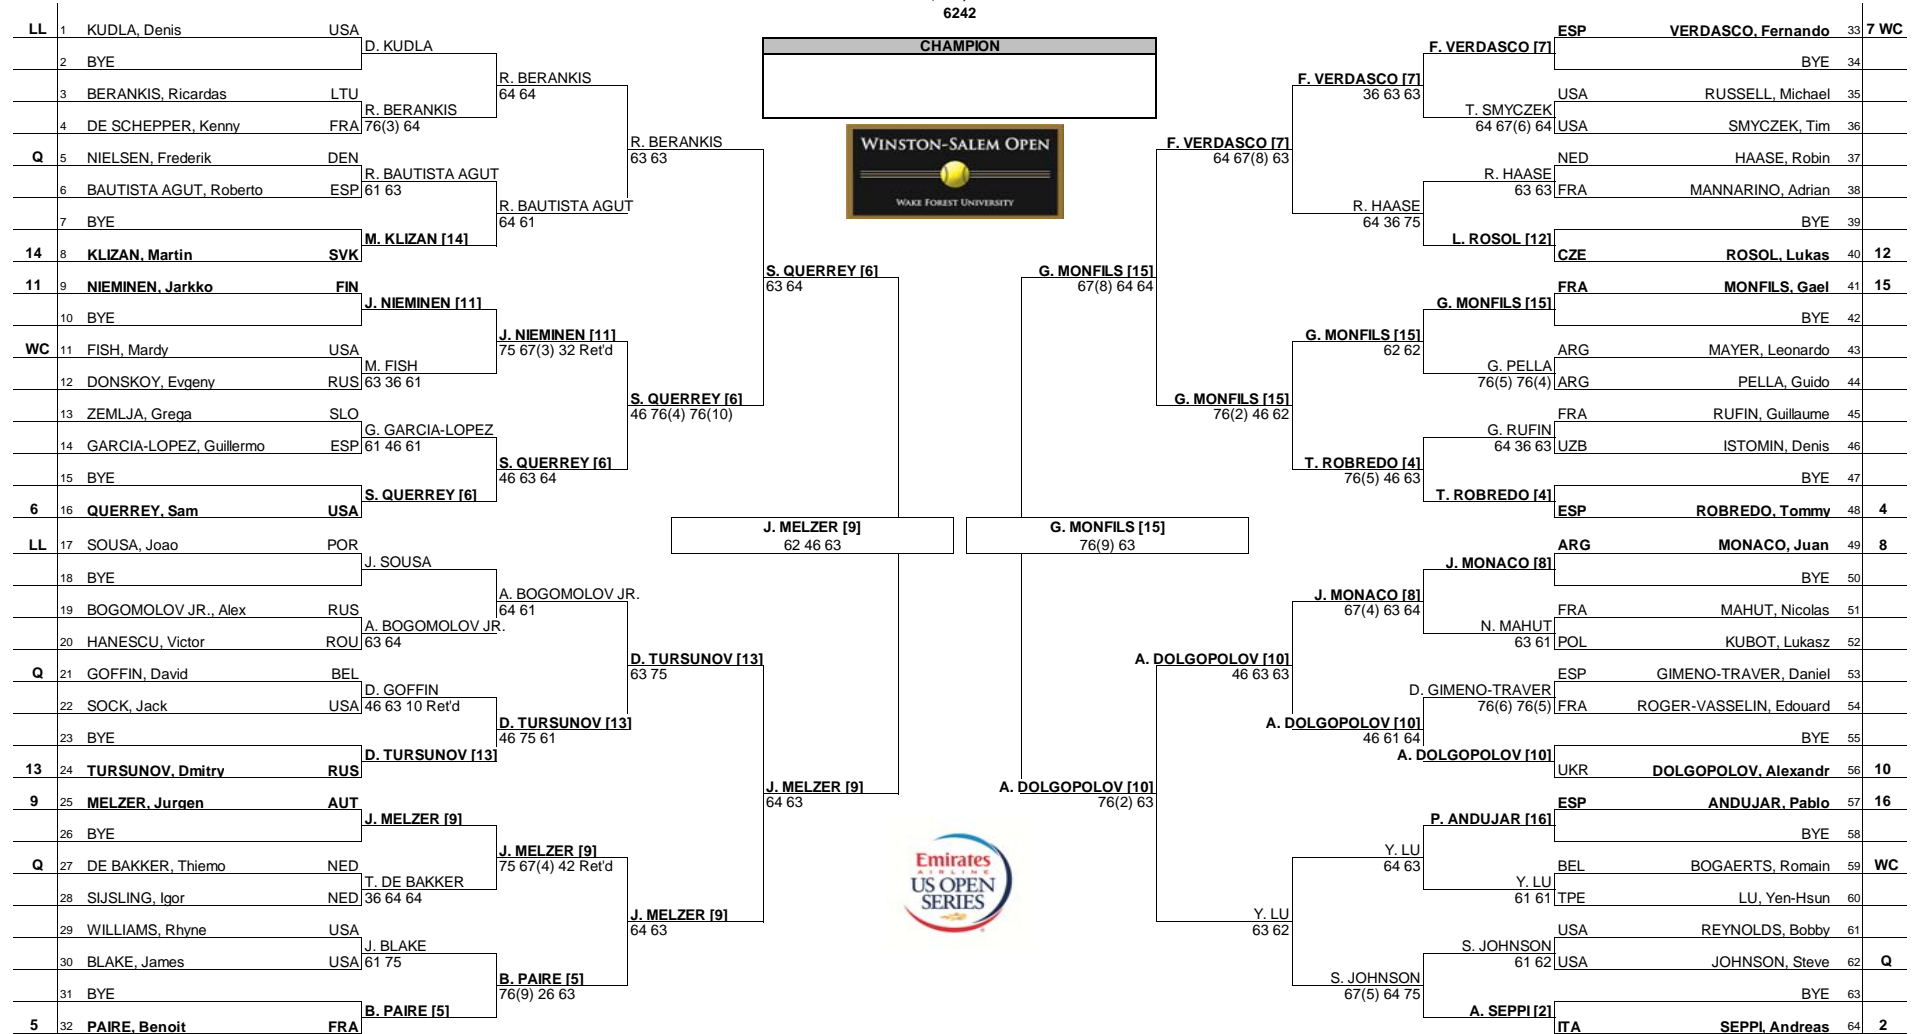 6242
CHAMPION
WINSTON-SALEM OPEN
WAKE FOREST UNIVERSITY
LL 1 KUDLA, Denis USA
2 BYE
3 BERANKIS, Ricardas LTU
4 DE SCHEPPER, Kenny FRA
Q 5 NIELSEN, Frederik DEN
6 BAUTISTA AGUT, Roberto ESP
7 BYE
14 8 KLIZAN, Martin SVK
11 9 NIEMINEN, Jarkko FIN
10 BYE
WC 11 FISH, Mardy USA
12 DONSKOY, Evgeny RUS
13 ZEMLJA, Grega SLO
14 GARCIA-LOPEZ, Guillermo ESP
15 BYE
6 16 QUERREY, Sam USA
LL 17 SOUSA, Joao POR
18 BYE
19 BOGOMOLOV JR., Alex RUS
20 HANESCU, Victor ROU
Q 21 GOFFIN, David BEL
22 SOCK, Jack USA
23 BYE
13 24 TURSUNOV, Dmitry RUS
9 25 MELZER, Jurgen AUT
26 BYE
Q 27 DE BAKKER, Thiemo NED
28 SIJSLING, Igor NED
29 WILLIAMS, Rhyne USA
30 BLAKE, James USA
31 BYE
5 32 PAIRE, Benoit FRA
D. KUDLA
R. BERANKIS
76(3) 64
R. BAUTISTA AGUT
61 63
M. KLIZAN [14]
J. NIEMINEN [11]
M. FISH
63 36 61
G. GARCIA-LOPEZ
61 46 61
S. QUERREY [6]
J. SOUSA
A. BOGOMOLOV JR.
63 64
D. GOFFIN
46 63 10 Ret'd
D. TURSUNOV [13]
J. MELZER [9]
T. DE BAKKER
36 64 64
J. BLAKE
61 75
B. PAIRE [5]
R. BERANKIS
64 64
R. BAUTISTA AGUT
64 61
J. NIEMINEN [11]
75 67(3) 32 Ret'd
S. QUERREY [6]
46 63 64
A. BOGOMOLOV JR.
64 61
D. TURSUNOV [13]
46 75 61
J. MELZER [9]
75 67(4) 42 Ret'd
B. PAIRE [5]
76(9) 26 63
R. BERANKIS
63 63
S. QUERREY [6]
46 76(4) 76(10)
D. TURSUNOV [13]
63 75
J. MELZER [9]
64 63
S. QUERREY [6]
63 64
J. MELZER [9]
64 63
J. MELZER [9]
62 46 63
G. MONFILS [15]
76(9) 63
Emirates
AIRLINE
US OPEN
SERIES
G. MONFILS [15]
67(8) 64 64
A. DOLGOPOLOV [10]
76(2) 63
F. VERDASCO [7]
64 67(8) 63
G. MONFILS [15]
76(2) 46 62
A. DOLGOPOLOV [10]
46 63 63
Y. LU
63 62
F. VERDASCO [7]
36 63 63
R. HAASE
64 36 75
G. MONFILS [15]
62 62
T. ROBREDO [4]
76(5) 46 63
J. MONACO [8]
67(4) 63 64
A. DOLGOPOLOV [10]
46 61 64
Y. LU
64 63
S. JOHNSON
67(5) 64 75
F. VERDASCO [7]
T. SMYCZEK
64 67(6) 64
R. HAASE
63 63
L. ROSOL [12]
G. MONFILS [15]
G. PELLA
76(5) 76(4)
G. RUFIN
64 36 63
T. ROBREDO [4]
J. MONACO [8]
N. MAHUT
63 61
D. GIMENO-TRAVER
76(6) 76(5)
A. DOLGOPOLOV [10]
P. ANDUJAR [16]
Y. LU
61 61
S. JOHNSON
61 62
A. SEPPI [2]
ESP VERDASCO, Fernando 33 7 WC
BYE 34
USA RUSSELL, Michael 35
USA SMYCZEK, Tim 36
NED HAASE, Robin 37
FRA MANNARINO, Adrian 38
BYE 39
CZE ROSOL, Lukas 40 12
FRA MONFILS, Gael 41 15
BYE 42
ARG MAYER, Leonardo 43
ARG PELLA, Guido 44
FRA RUFIN, Guillaume 45
UZB ISTOMIN, Denis 46
BYE 47
ESP ROBREDO, Tommy 48 4
ARG MONACO, Juan 49 8
BYE 50
FRA MAHUT, Nicolas 51
POL KUBOT, Lukasz 52
ESP GIMENO-TRAVER, Daniel 53
FRA ROGER-VASSELIN, Edouard 54
BYE 55
UKR DOLGOPOLOV, Alexandr 56 10
ESP ANDUJAR, Pablo 57 16
BYE 58
BEL BOGAERTS, Romain 59 WC
TPE LU, Yen-Hsun 60
USA REYNOLDS, Bobby 61
USA JOHNSON, Steve 62 Q
BYE 63
ITA SEPPI, Andreas 64 2